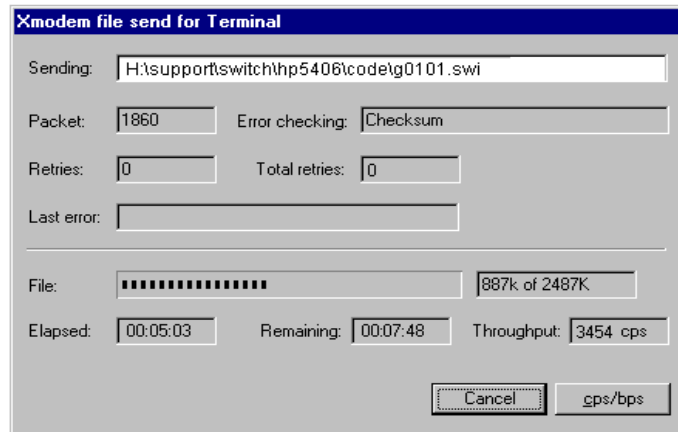 Xmodem file send for Terminal
Sending: H:\support\switch\hp5406\code\g0101.swi
Packet: 1860 Error checking: Checksum
Retries: 0 Total retries: 0
Last error:
File: 887k of 2487K
Elapsed: 00:05:03 Remaining: 00:07:48 Throughput: 3454 cps
Cancel cps/bps